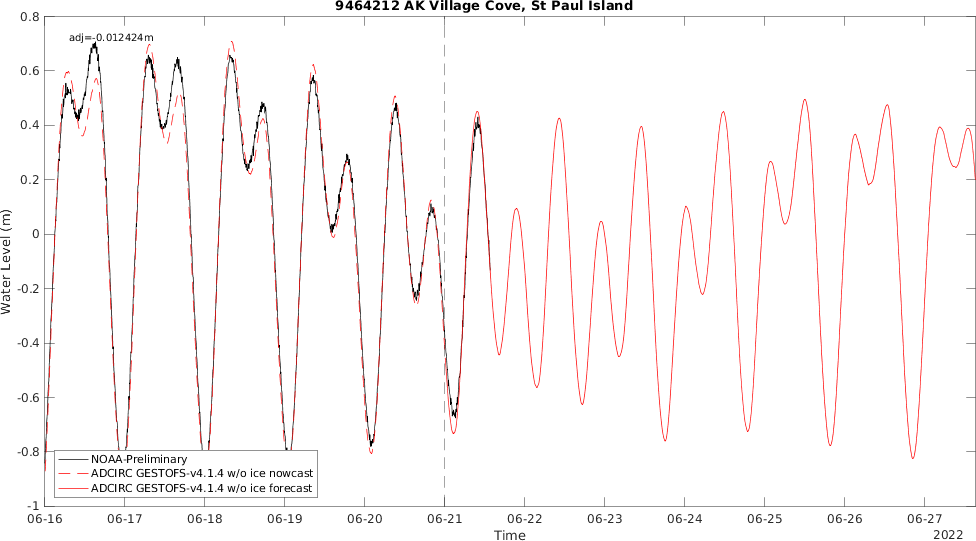 9464212 AK Village Cove, St Paul Island
adj=-0.012424m
Water Level (m)
0.8
0.6
0.4
0.2
0
-0.2
-0.4
-0.6
-0.8
-1
NOAA-Preliminary
ADCIRC GESTOFS-v4.1.4 w/o ice nowcast
ADCIRC GESTOFS-v4.1.4 w/o ice forecast
06-16 06-17 06-18 06-19 06-20 06-21 06-22 06-23 06-24 06-25 06-26 06-27
Time
2022